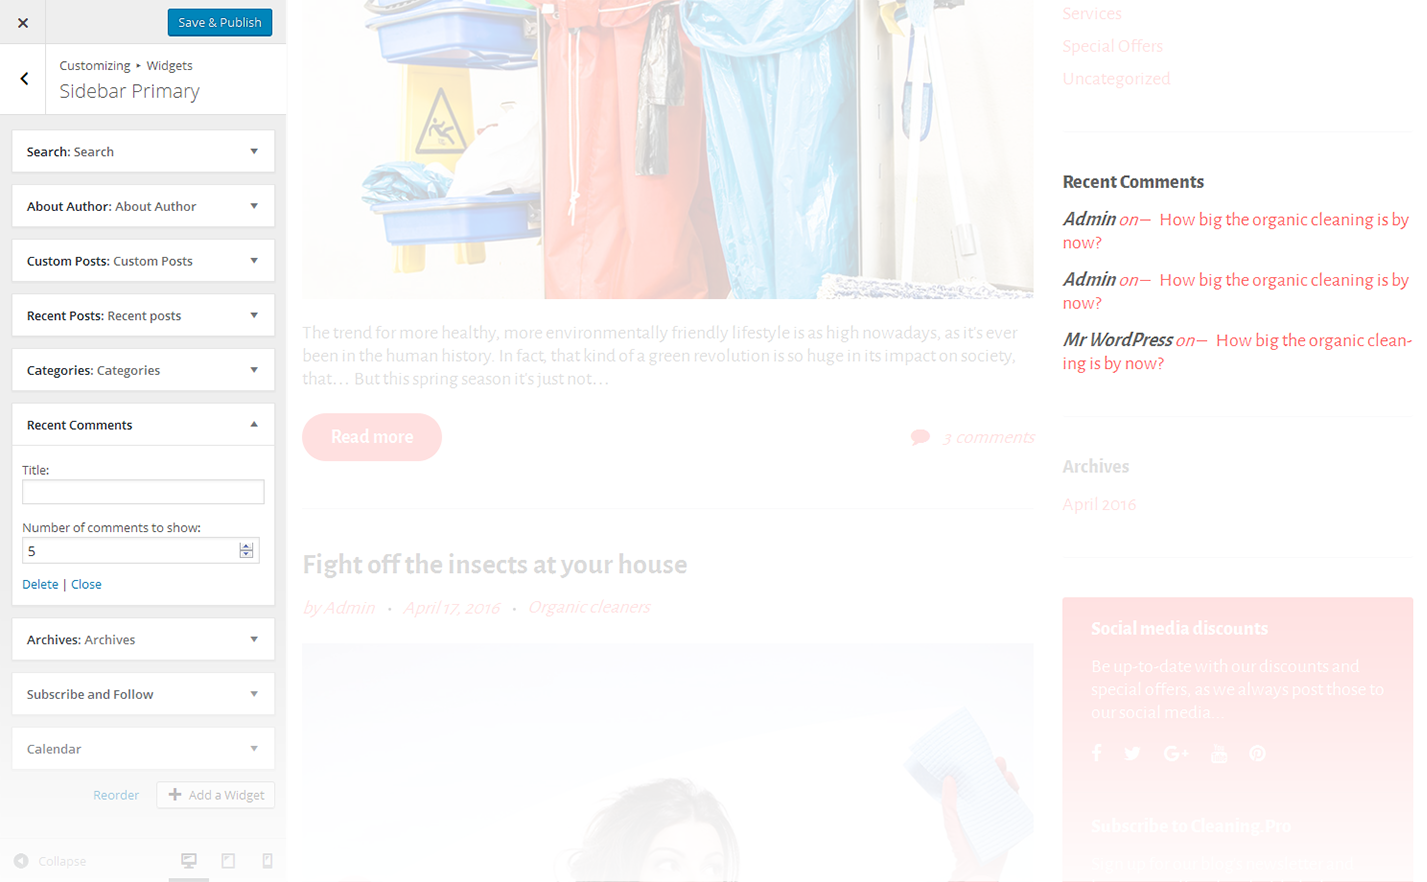 Save & Publish
Customizing ▸ Widgets
Sidebar Primary
Search: Search
About Author: About Author
Custom Posts: Custom Posts
Recent Posts: Recent posts
Categories: Categories
Recent Comments
Title:
Number of comments to show:
5
Delete | Close
Archives: Archives
Subscribe and Follow
Calendar
Reorder
Add a Widget
Collapse
The trend for more healthy, more environmentally friendly lifestyle is as high nowadays, as it's ever
been in the human history. In fact, that kind of a green revolution is so huge in its impact on society,
that… But this spring season it's just not…
Read more
3 comments
Fight off the insects at your house
by Admin • April 17, 2016 • Organic cleaners
Services
Special Offers
Uncategorized
Recent Comments
Admin on— How big the organic cleaning is by
now?
Admin on— How big the organic cleaning is by
now?
Mr WordPress on— How big the organic clean-
ing is by now?
Archives
April 2016
Social media discounts
Be up-to-date with our discounts and
special offers, as we always post those to
our social media...
Subscribe to Cleaning.Pro